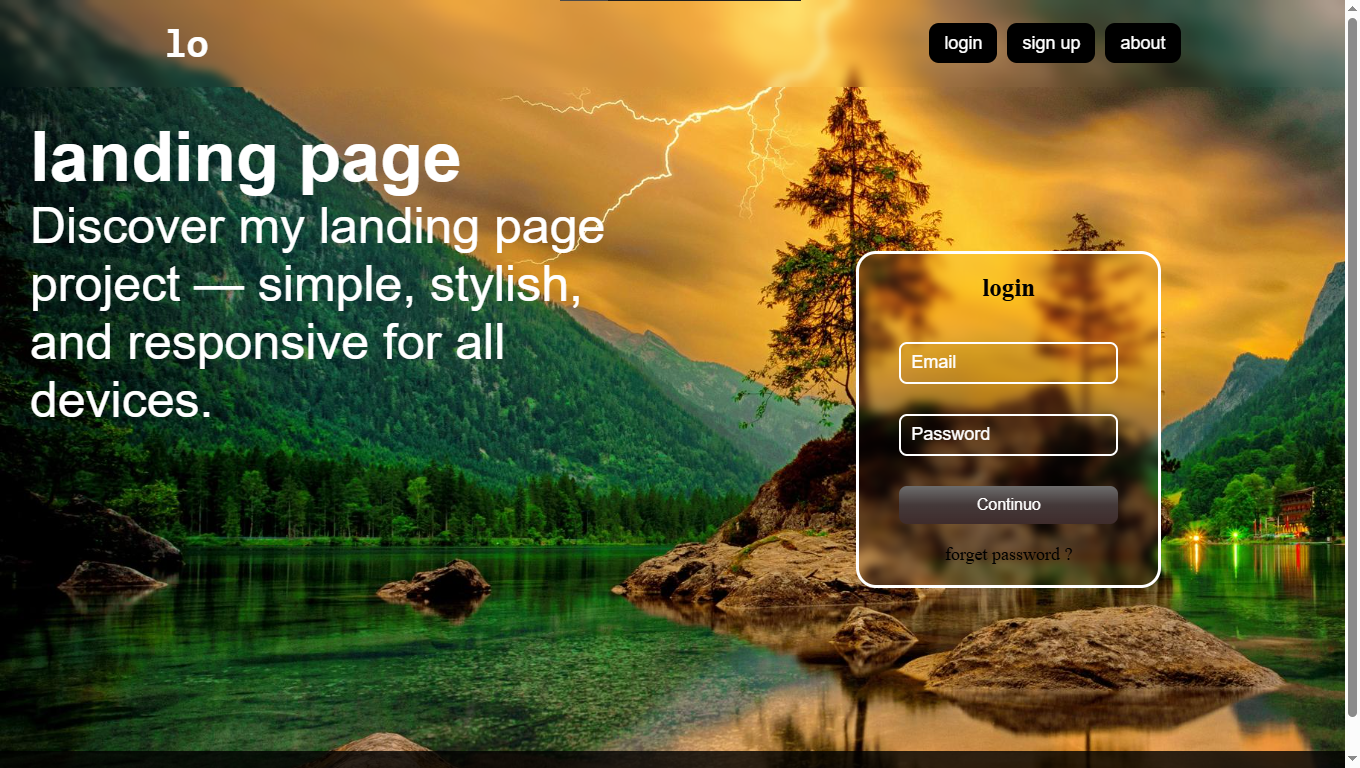 lo
login
sign up
about
landing page
Discover my landing page
project — simple, stylish,
and responsive for all
devices.
login
Email
Password
Continuo
forget password ?